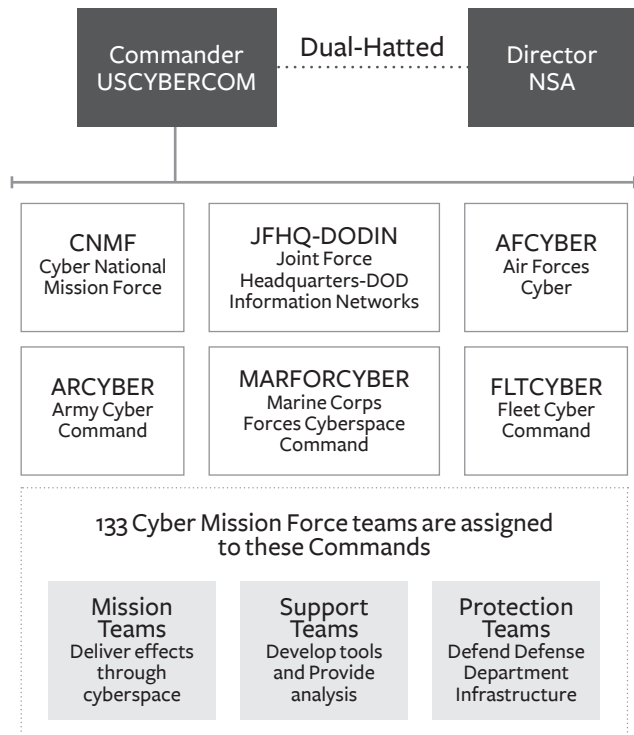 Commander
USCYBERCOM
Dual-Hatted
Director
NSA
CNMF
Cyber National
Mission Force
JFHQ-DODIN
Joint Force
Headquarters-DOD
Information Networks
AFCYBER
Air Forces
Cyber
ARCYBER
Army Cyber
Command
MARFORCYBER
Marine Corps
Forces Cyberspace
Command
FLTCYBER
Fleet Cyber
Command
133 Cyber Mission Force teams are assigned
to these Commands
Mission
Teams
Deliver effects
through
cyberspace
Support
Teams
Develop tools
and Provide
analysis
Protection
Teams
Defend Defense
Department
Infrastructure